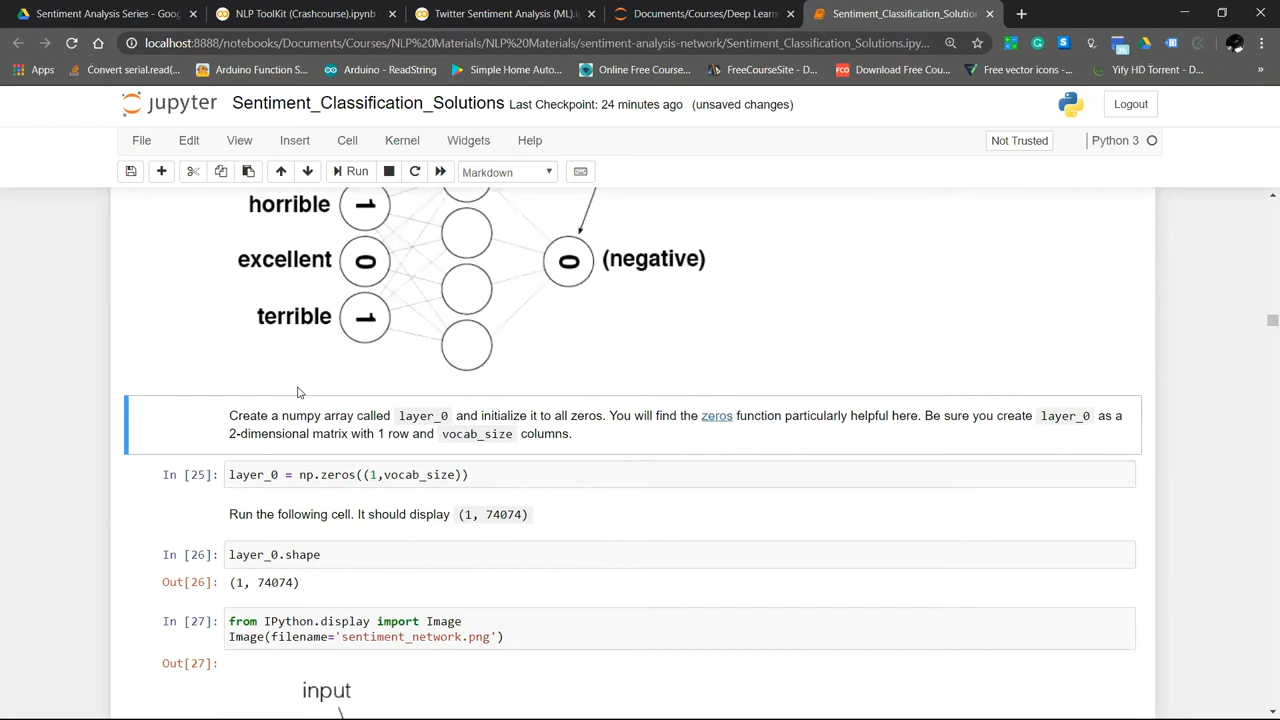 Sentiment Analysis Series - Goog
NLP ToolKit (Crashcourse).ipynb
Twitter Sentiment Analysis (ML).i
Documents/Courses/Deep Learn
Sentiment_Classification_Solution
localhost:8888/notebooks/Documents/Courses/NLP%20Materials/NLP%20Materials/sentiment-analysis-network/Sentiment_Classification_Solutions.ipy...
Apps
Convert serial.read(...
Arduino Function S...
Arduino - ReadString
Simple Home Auto...
Online Free Course...
FreeCourseSite - D...
Download Free Cou...
Free vector icons -...
Yify HD Torrent - D...
jupyter Sentiment_Classification_Solutions Last Checkpoint: 24 minutes ago (unsaved changes)
Logout
File Edit View Insert Cell Kernel Widgets Help
Not Trusted
Python 3
Run
Markdown
horrible 1
excellent 0
0 (negative)
terrible 1
Create a numpy array called layer_0 and initialize it to all zeros. You will find the zeros function particularly helpful here. Be sure you create layer_0 as a
2-dimensional matrix with 1 row and vocab_size columns.
In [25]: layer_0 = np.zeros((1,vocab_size))
Run the following cell. It should display (1, 74074)
In [26]: layer_0.shape
Out[26]: (1, 74074)
In [27]: from IPython.display import Image
Image(filename='sentiment_network.png')
Out[27]:
input